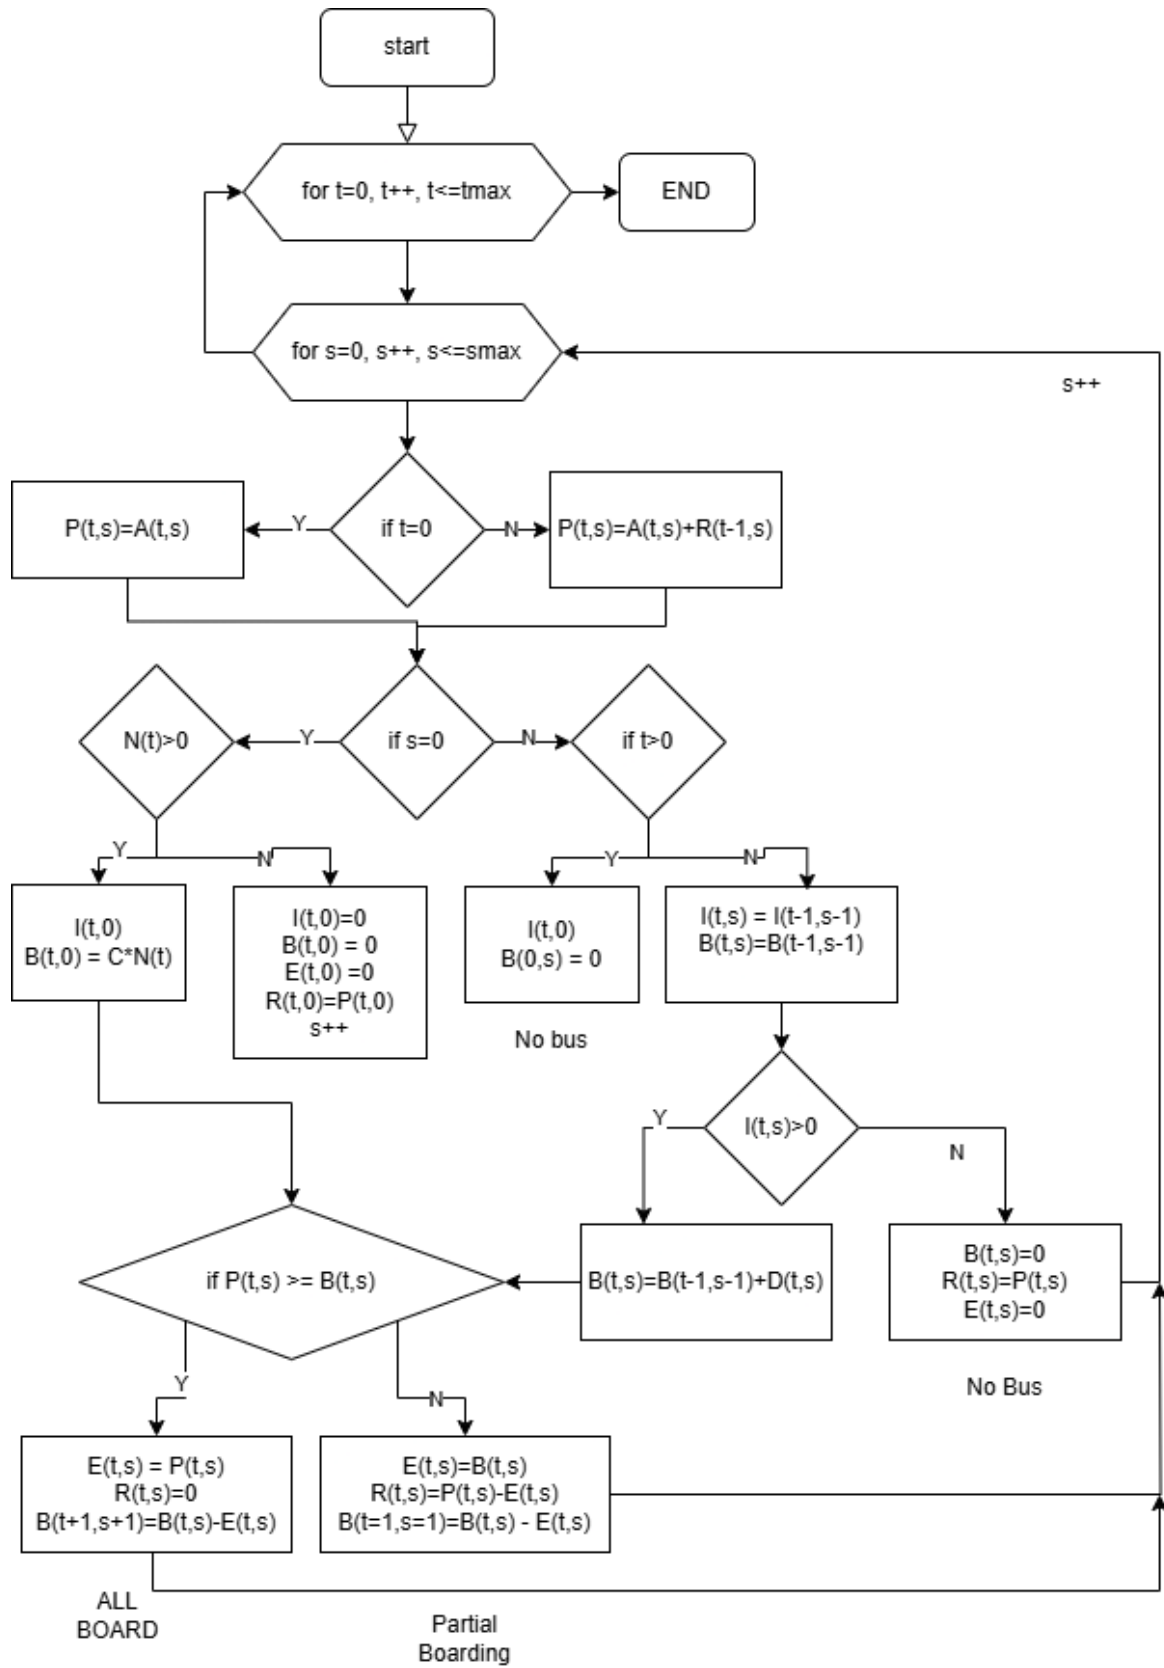 start
for t=0, t++, t<=tmax
END
for s=0, s++, s<=smax
s++
P(t,s)=A(t,s)
Y
if t=0
N
P(t,s)=A(t,s)+R(t-1,s)
N(t)>0
Y
if s=0
N
if t>0
Y
N
Y
N
I(t,0)
B(t,0) = C*N(t)
I(t,0)=0
B(t,0) = 0
E(t,0) =0
R(t,0)=P(t,0)
s++
I(t,0)
B(0,s) = 0
I(t,s) = I(t-1,s-1)
B(t,s)=B(t-1,s-1)
No bus
Y
I(t,s)>0
N
if P(t,s) >= B(t,s)
B(t,s)=B(t-1,s-1)+D(t,s)
B(t,s)=0
R(t,s)=P(t,s)
E(t,s)=0
No Bus
Y
N
E(t,s) = P(t,s)
R(t,s)=0
B(t+1,s+1)=B(t,s)-E(t,s)
E(t,s)=B(t,s)
R(t,s)=P(t,s)-E(t,s)
B(t=1,s=1)=B(t,s) - E(t,s)
ALL
BOARD
Partial
Boarding